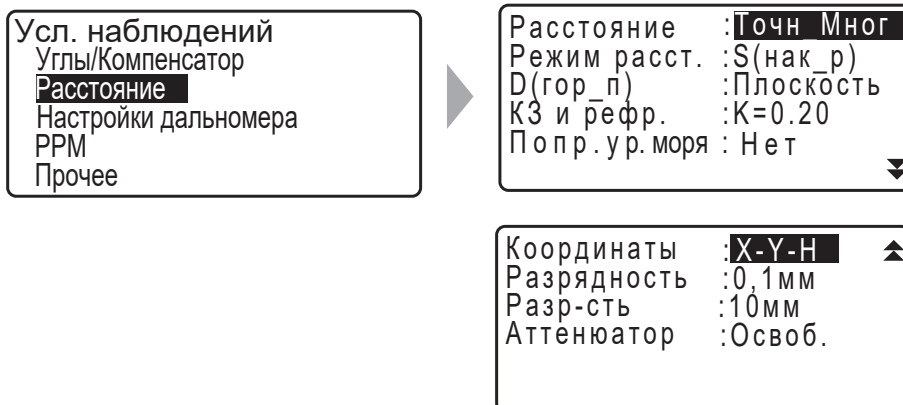 Усл. наблюдений
Углы/Компенсатор
Расстояние
Настройки дальномера
PPM
Прочее
Расстояние :Точн_Мног
Режим расст. :S(нак_р)
D(гор_п) :Плоскость
КЗ и рефр. :K=0.20
Попр.ур.моря : Нет
Координаты :X-Y-H
Разрядность :0,1мм
Разр-сть :10мм
Аттенюатор :Освоб.